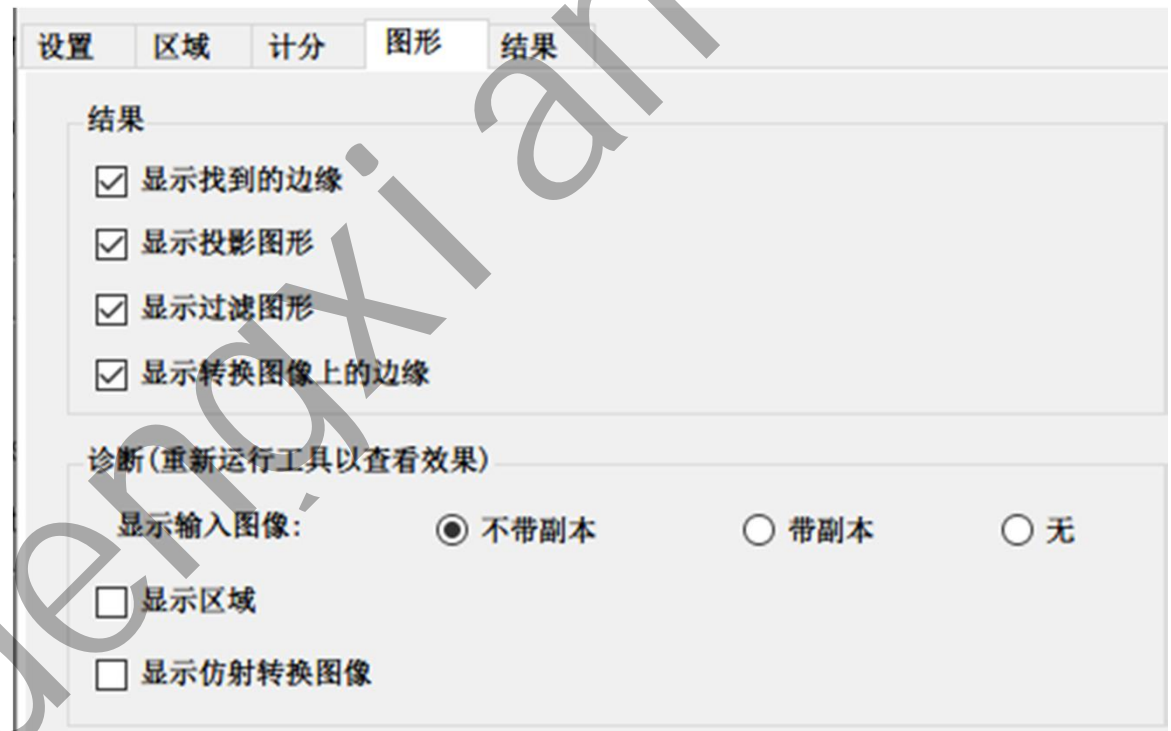 设置 区域 计分 图形 结果
结果
显示找到的边缘
显示投影图形
显示过滤图形
显示转换图像上的边缘
诊断(重新运行工具以查看效果)
显示输入图像: 不带副本 带副本 无
显示区域
显示仿射转换图像